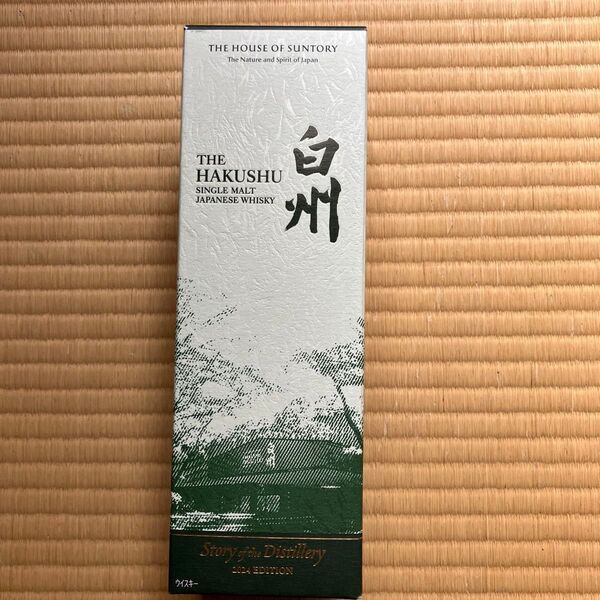 THE HOUSE OF SUNTORY
The Nature and Spirit of Japan
THE
HAKUSHU
SINGLE MALT
JAPANESE WHISKY
白州
Story of the Distillery
2024 EDITION
ウイスキー